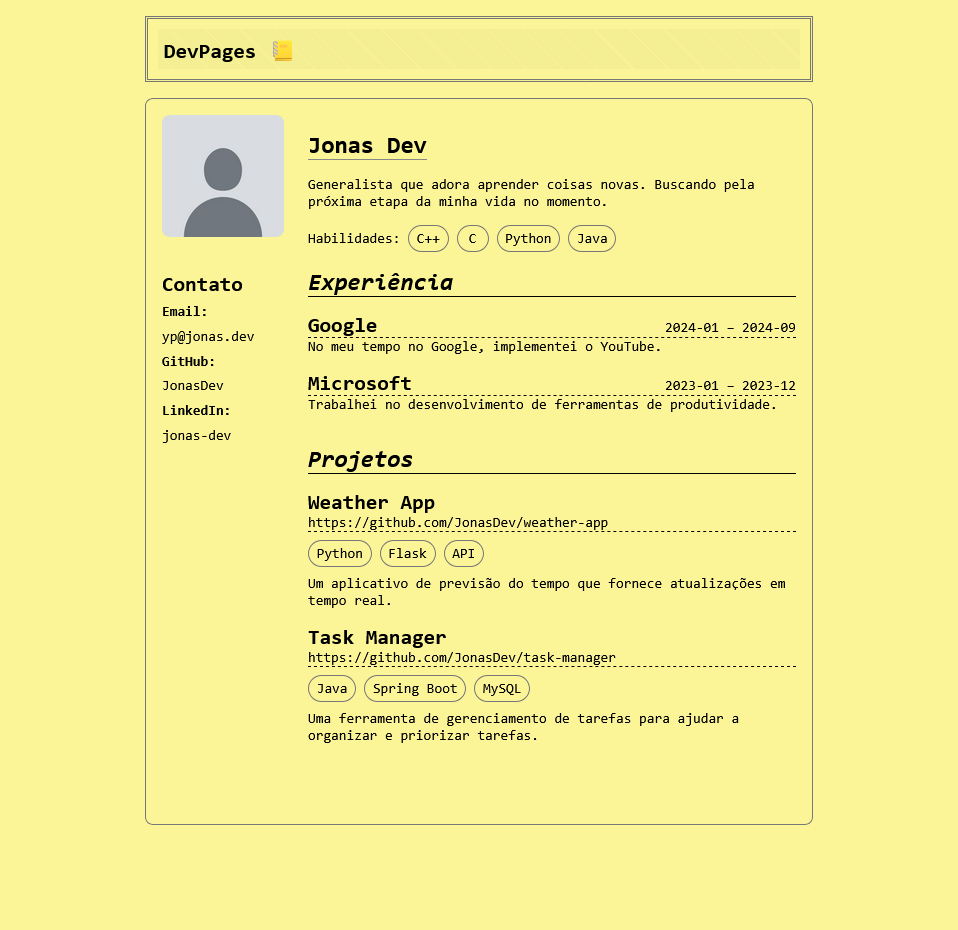 DevPages
Contato
Email:
yp@jonas.dev
GitHub:
JonasDev
LinkedIn:
jonas-dev
Jonas Dev
Generalista que adora aprender coisas novas. Buscando pela
próxima etapa da minha vida no momento.
Habilidades: C++ C Python Java
Experiência
Google 2024-01 – 2024-09
No meu tempo no Google, implementei o YouTube.
Microsoft 2023-01 – 2023-12
Trabalhei no desenvolvimento de ferramentas de produtividade.
Projetos
Weather App
https://github.com/JonasDev/weather-app
Python Flask API
Um aplicativo de previsão do tempo que fornece atualizações em
tempo real.
Task Manager
https://github.com/JonasDev/task-manager
Java Spring Boot MySQL
Uma ferramenta de gerenciamento de tarefas para ajudar a
organizar e priorizar tarefas.